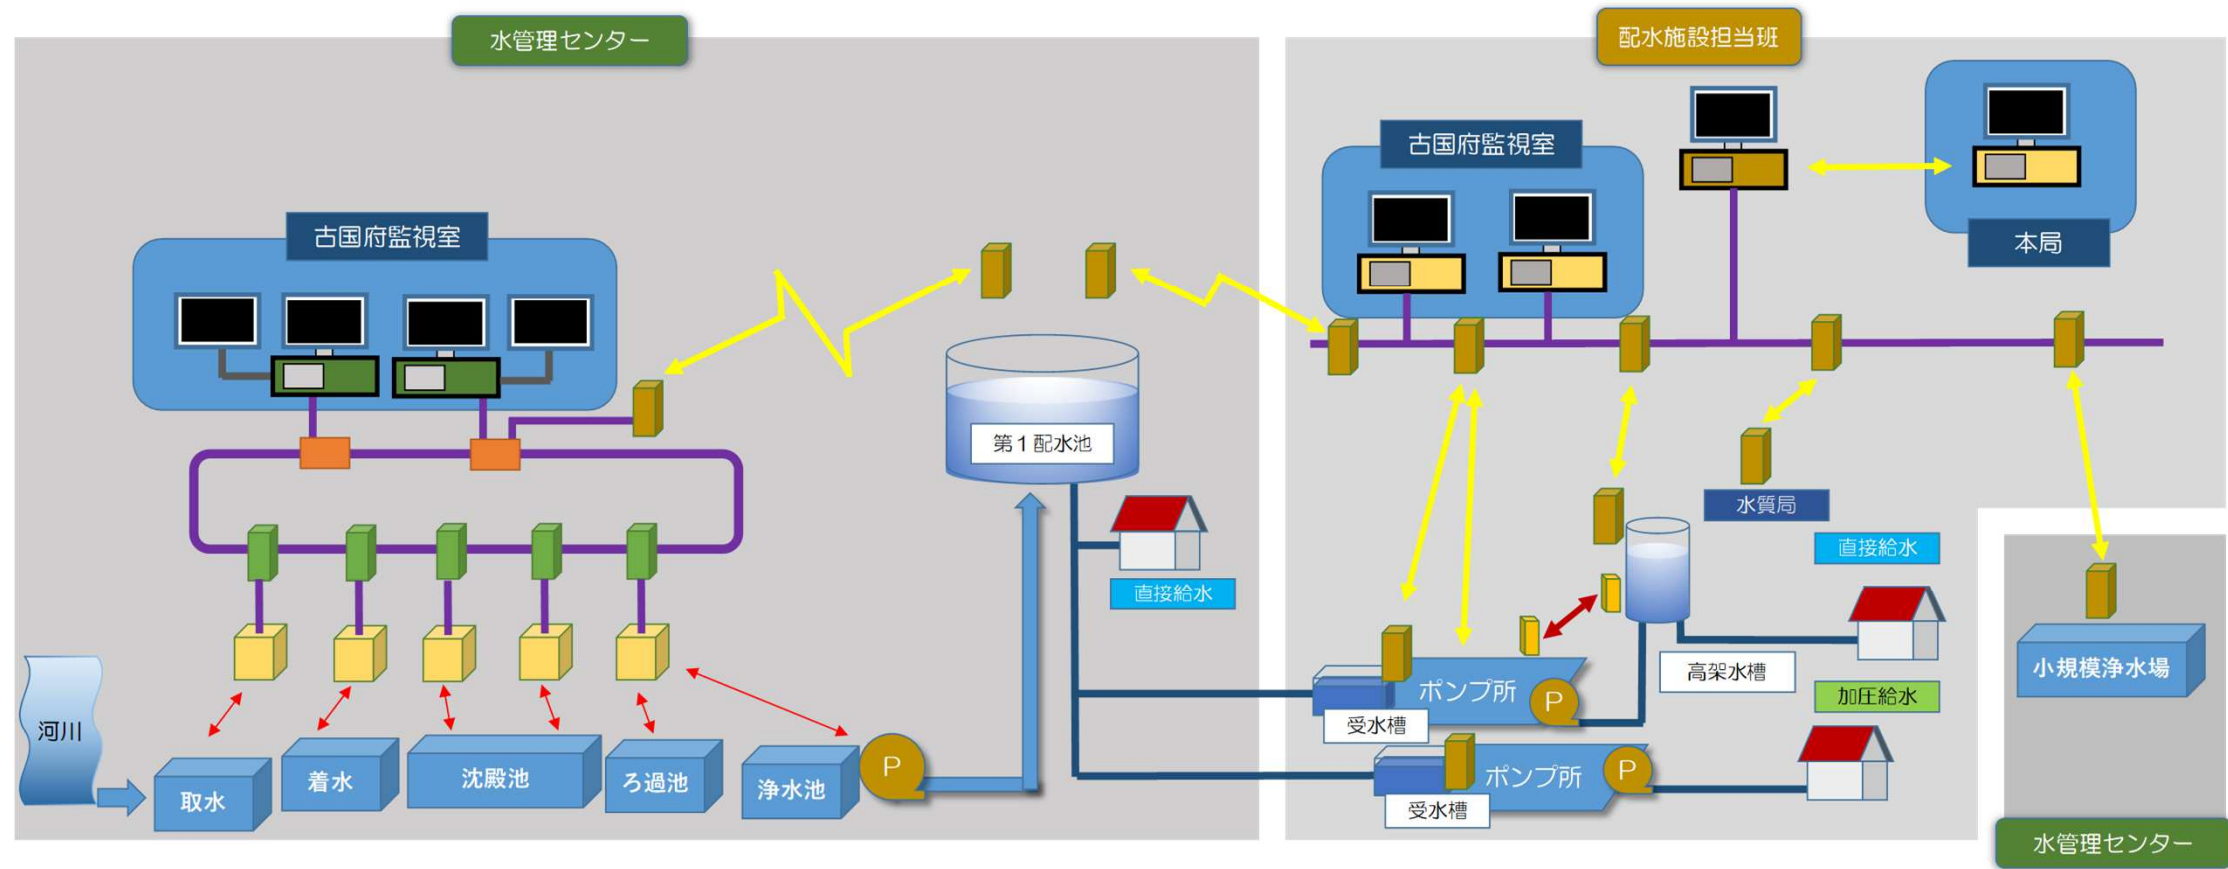 水管理センター
配水施設担当班
古国府監視室
本局
古国府監視室
第1配水池
直接給水
水質局
直接給水
高架水槽
加圧給水
小規模浄水場
ポンプ所
P
受水槽
ポンプ所
P
受水槽
河川
取水
着水
沈殿池
ろ過池
浄水池
P
水管理センター